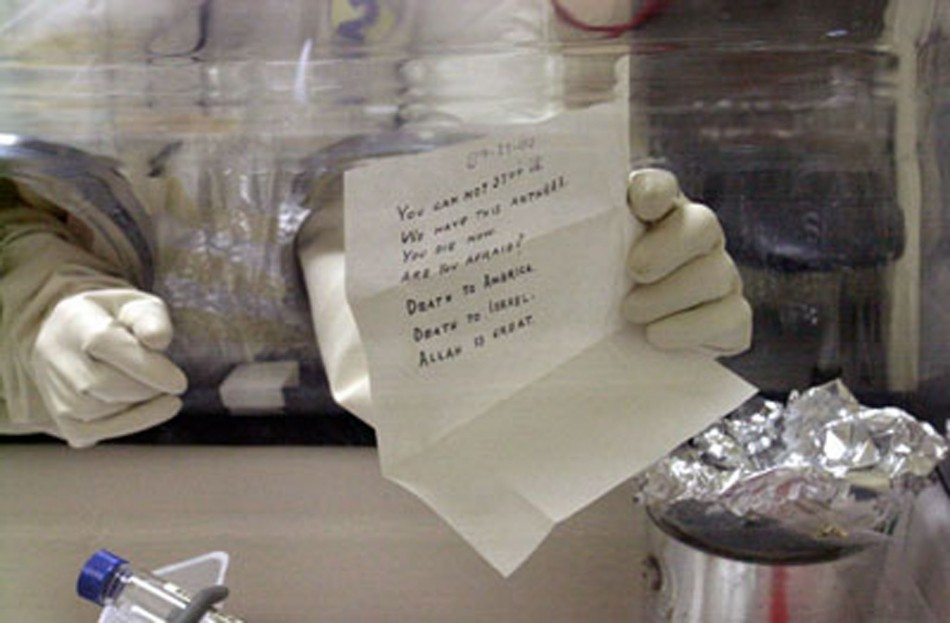 09-11-01
YOU CAN NOT STOP US.
WE HAVE THIS ANTHRAX.
YOU DIE NOW.
ARE YOU AFRAID?
DEATH TO AMERICA.
DEATH TO ISRAEL.
ALLAH IS GREAT.